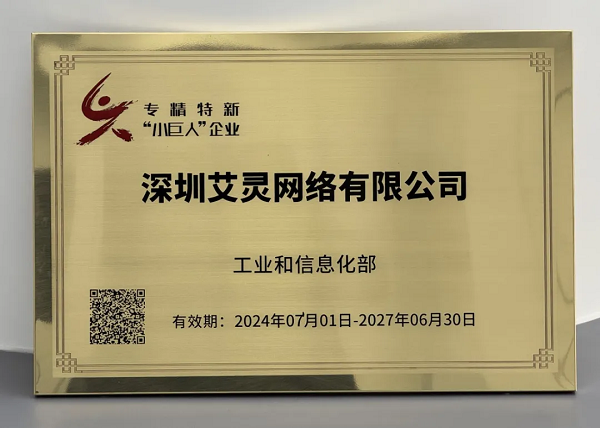 专精特新
“小巨人”企业
深圳艾灵网络有限公司
工业和信息化部
有效期：2024年07月01日-2027年06月30日